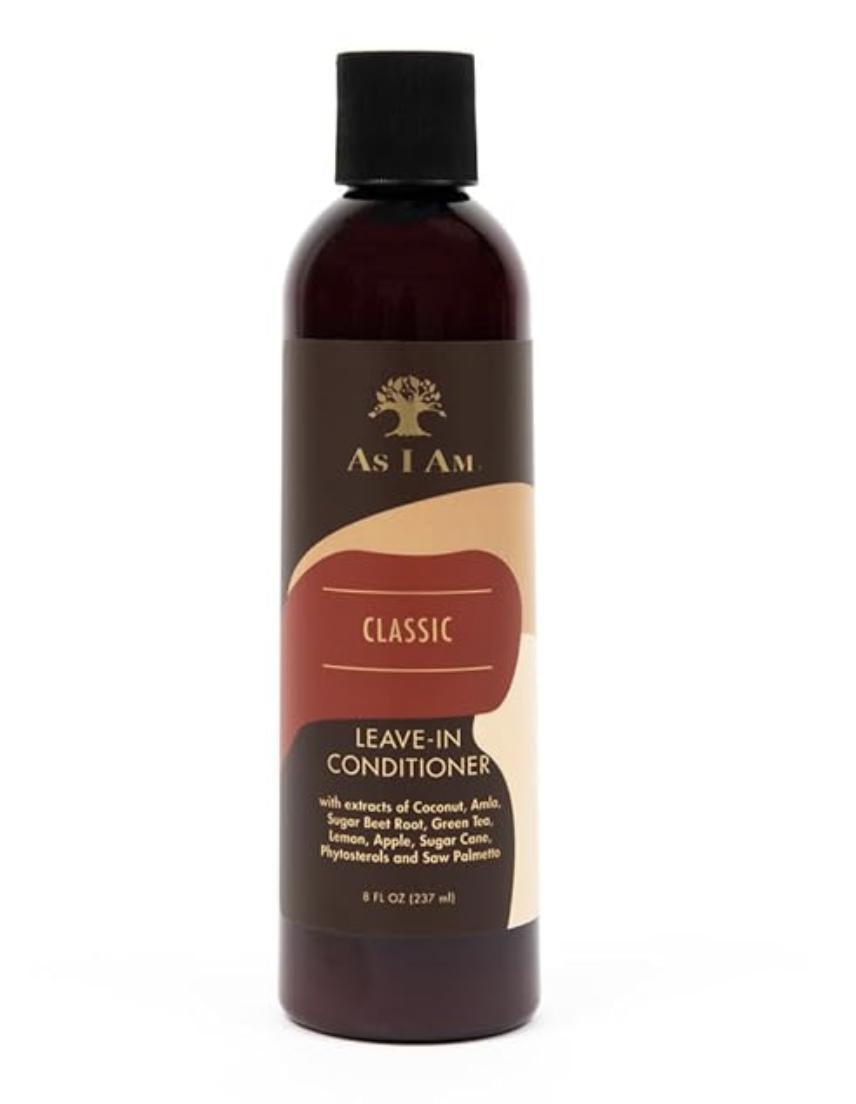 As I Am
CLASSIC
LEAVE-IN
CONDITIONER
with extracts of Coconut, Amla,
Sugar Beet Root, Green Tea,
Lemon, Apple, Sugar Cane,
Phytosterols and Saw Palmetto
8 FL OZ (237 ml)